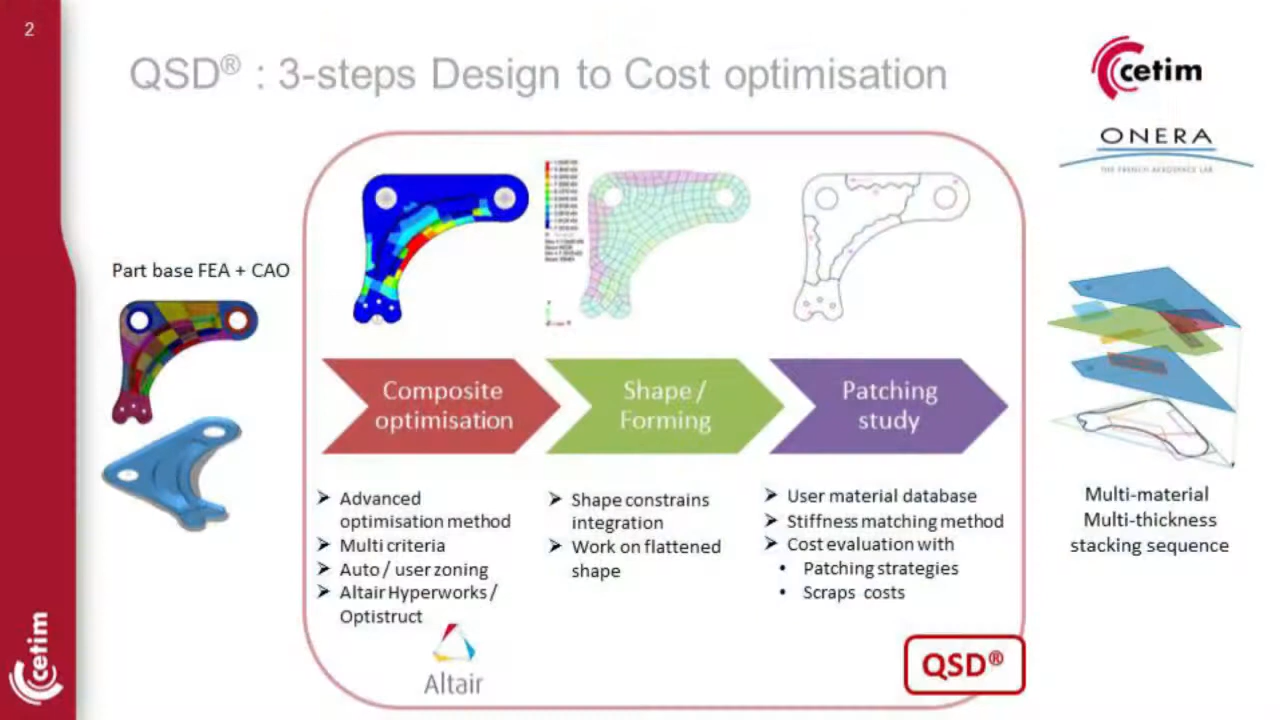 2
QSD® : 3-steps Design to Cost optimisation
cetim
ONERA
THE FRENCH AEROSPACE LAB
Part base FEA + CAO
Composite
optimisation
Shape /
Forming
Patching
study
➢ Advanced
optimisation method
➢ Multi criteria
➢ Auto / user zoning
➢ Altair Hyperworks /
Optistruct
Altair
➢ Shape constrains
integration
➢ Work on flattened
shape
➢ User material database
➢ Stiffness matching method
➢ Cost evaluation with
• Patching strategies
• Scraps costs
QSD®
Multi-material
Multi-thickness
stacking sequence
cetim